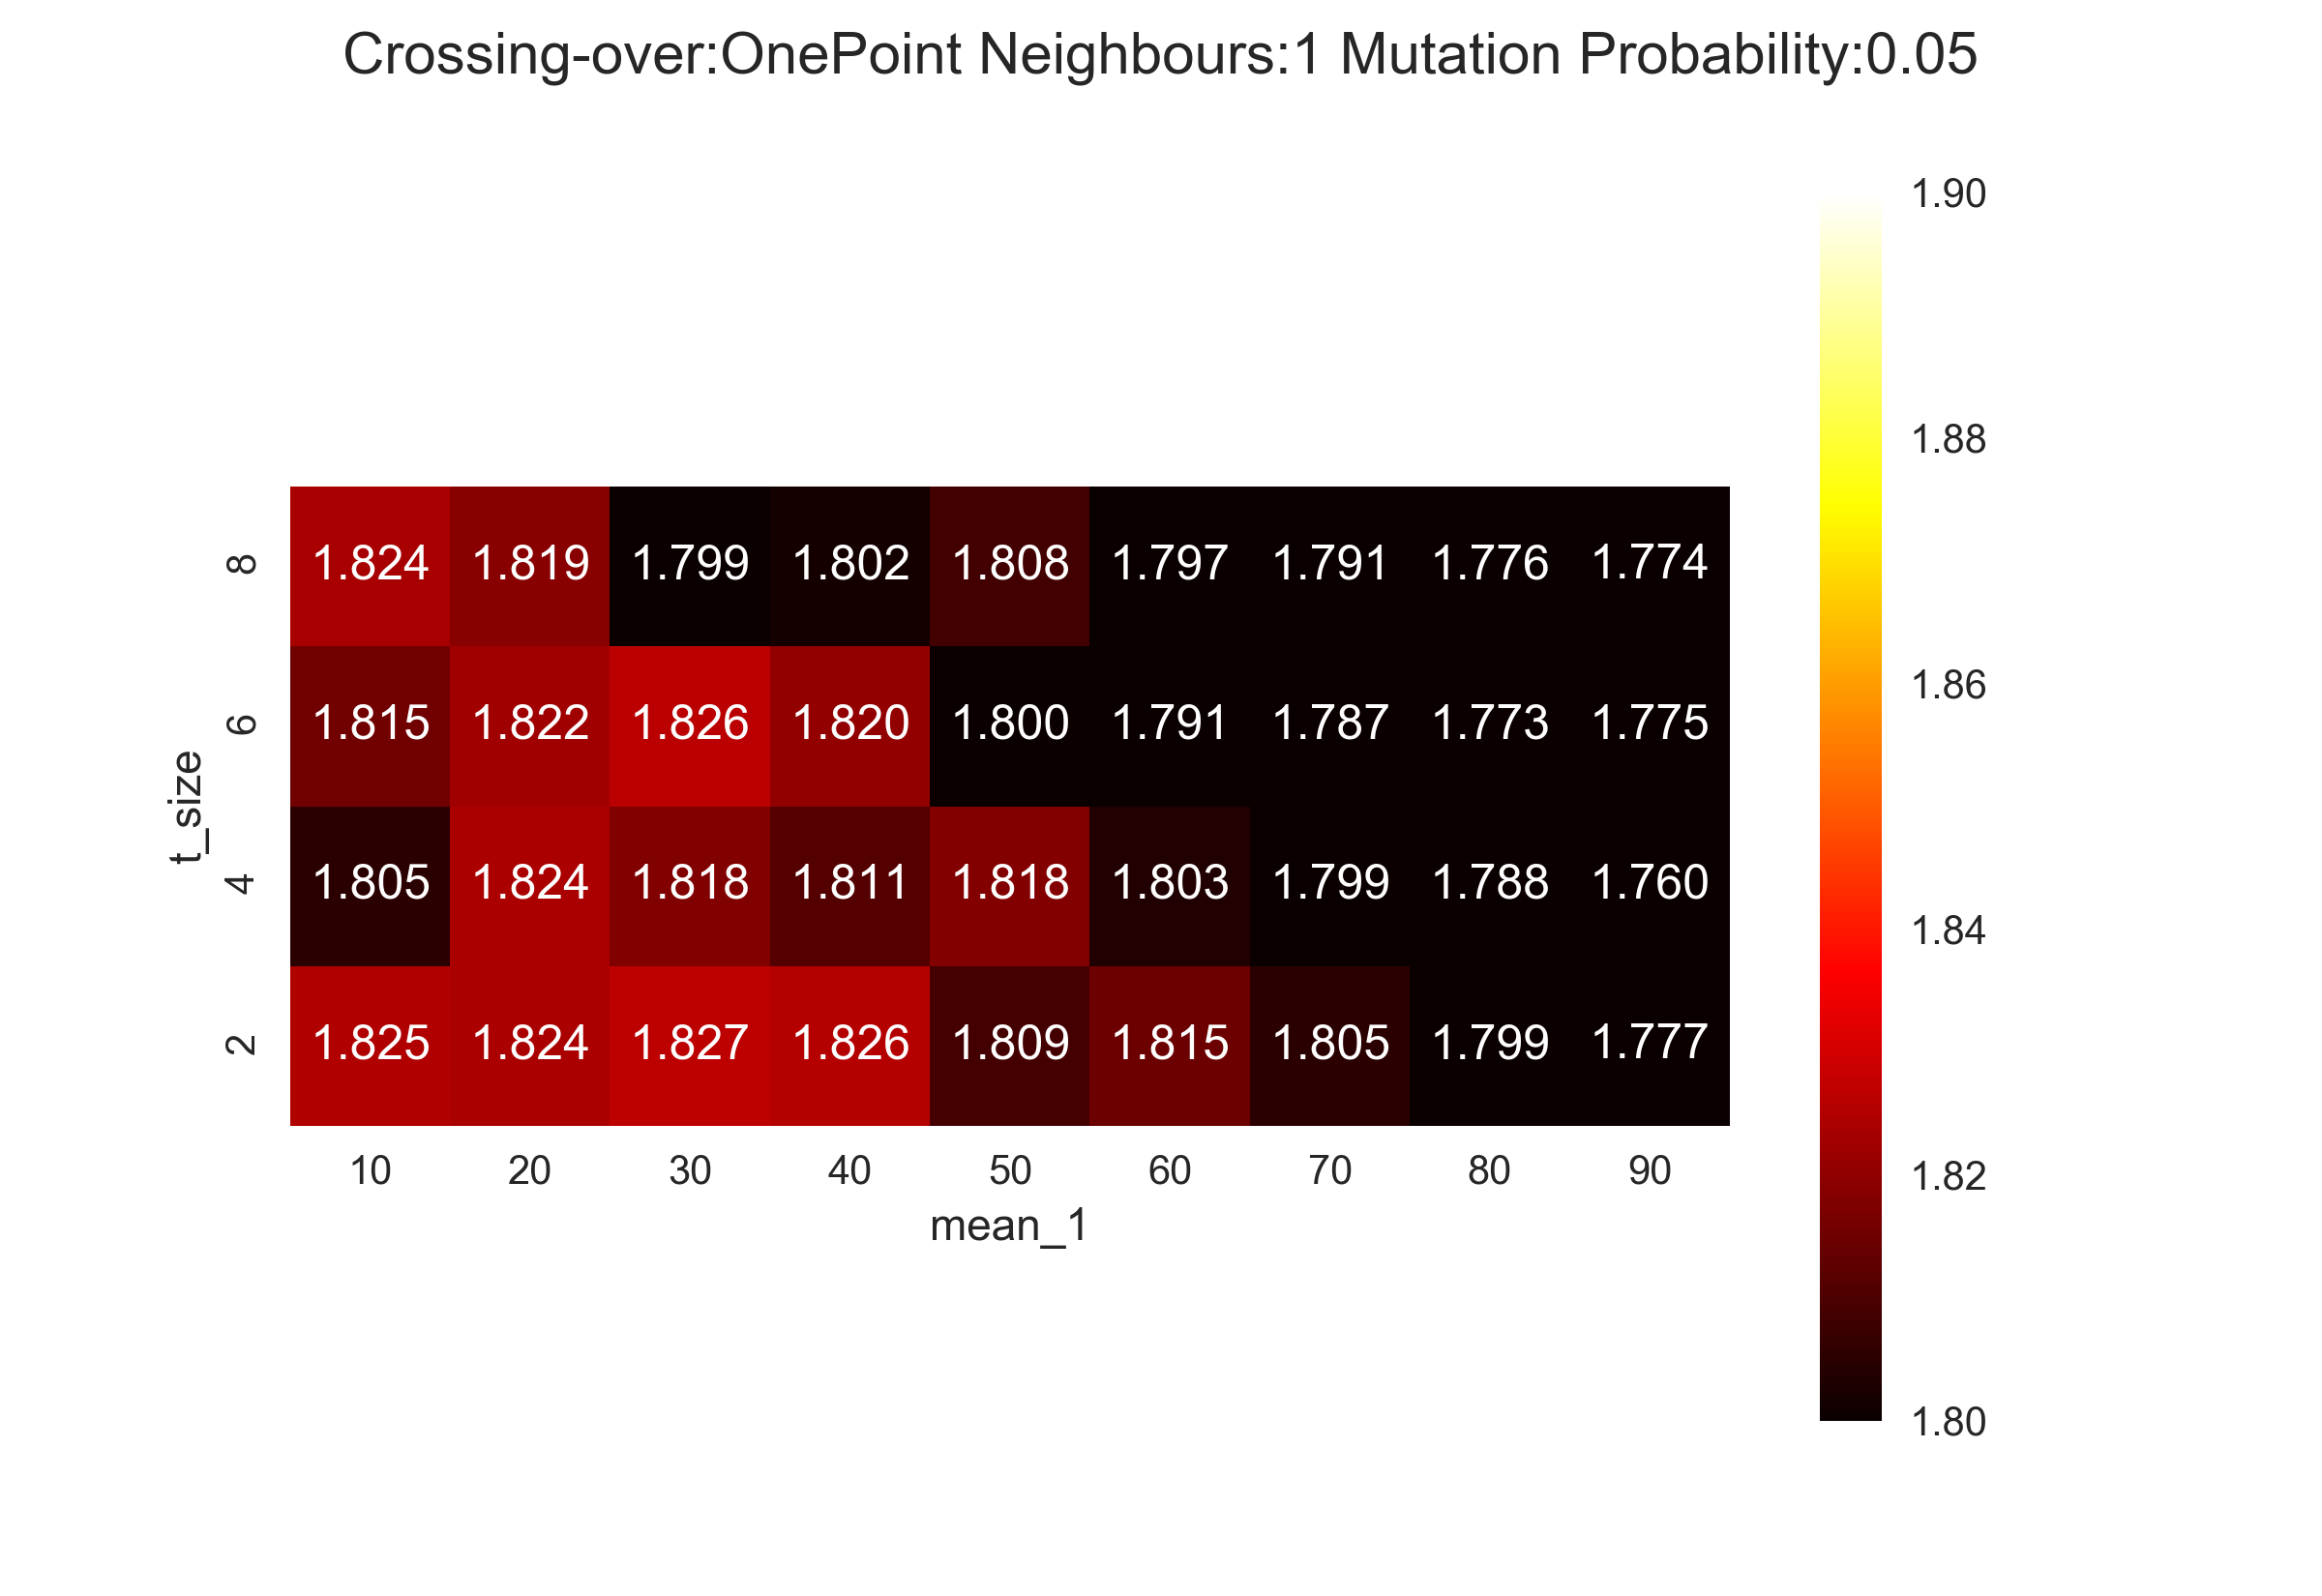 Crossing-over:OnePoint Neighbours:1 Mutation Probability:0.05
t_size
8 1.824 1.819 1.799 1.802 1.808 1.797 1.791 1.776 1.774
6 1.815 1.822 1.826 1.820 1.800 1.791 1.787 1.773 1.775
4 1.805 1.824 1.818 1.811 1.818 1.803 1.799 1.788 1.760
2 1.825 1.824 1.827 1.826 1.809 1.815 1.805 1.799 1.777
10 20 30 40 50 60 70 80 90
mean_1
1.90
1.88
1.86
1.84
1.82
1.80